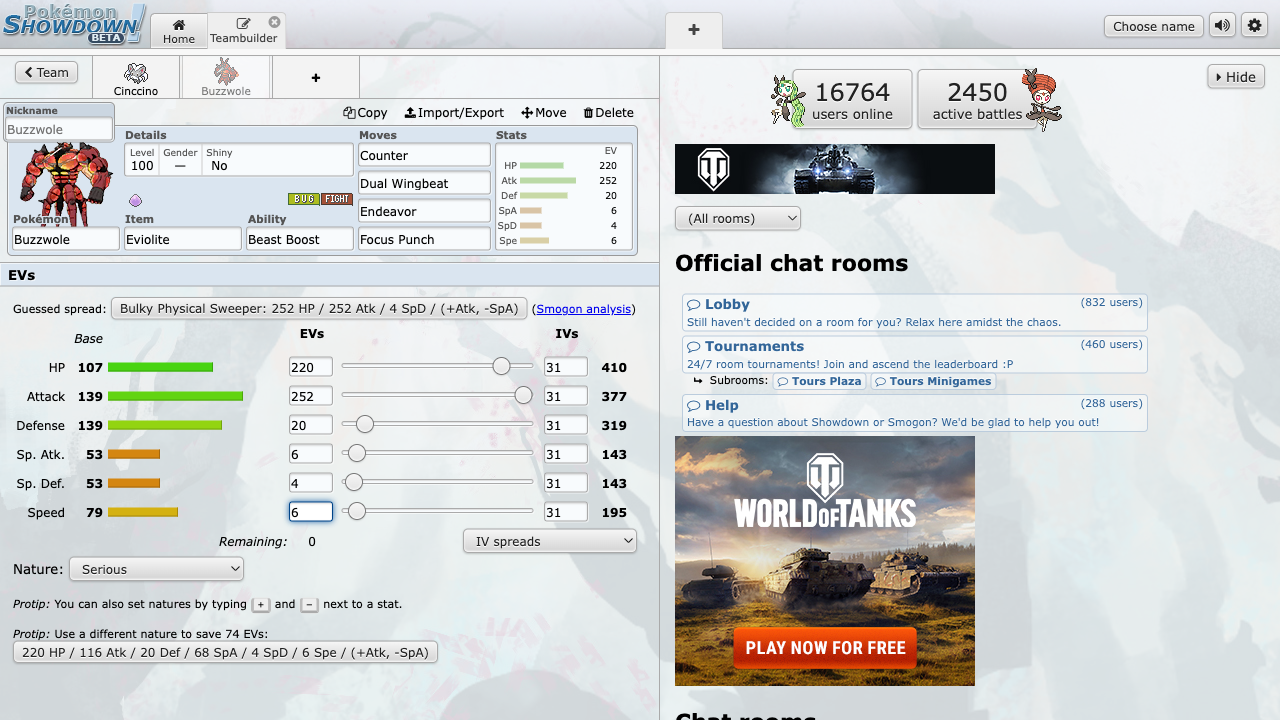 Pokémon
SHOWDOWN!
BETA
Home
Teambuilder
+
Choose name
Team
Cinccino
Buzzwole
+
Hide
Nickname
Buzzwole
Copy
Import/Export
Move
Delete
Details
Level
100
Gender
—
Shiny
No
BUG
FIGHT
Pokémon
Buzzwole
Item
Eviolite
Ability
Beast Boost
Moves
Counter
Dual Wingbeat
Endeavor
Focus Punch
Stats
EV
HP 220
Atk 252
Def 20
SpA 6
SpD 4
Spe 6
EVs
Guessed spread: Bulky Physical Sweeper: 252 HP / 252 Atk / 4 SpD / (+Atk, -SpA) (Smogon analysis)
Base EVs IVs
HP 107 220 31 410
Attack 139 252 31 377
Defense 139 20 31 319
Sp. Atk. 53 6 31 143
Sp. Def. 53 4 31 143
Speed 79 6 31 195
Remaining: 0
IV spreads
Nature: Serious
Protip: You can also set natures by typing + and − next to a stat.
Protip: Use a different nature to save 74 EVs:
220 HP / 116 Atk / 20 Def / 68 SpA / 4 SpD / 6 Spe / (+Atk, -SpA)
16764
users online
2450
active battles
(All rooms)
Official chat rooms
Lobby (832 users)
Still haven't decided on a room for you? Relax here amidst the chaos.
Tournaments (460 users)
24/7 room tournaments! Join and ascend the leaderboard :P
↳ Subrooms: Tours Plaza Tours Minigames
Help (288 users)
Have a question about Showdown or Smogon? We'd be glad to help you out!
WORLD OF TANKS
PLAY NOW FOR FREE
Chat rooms